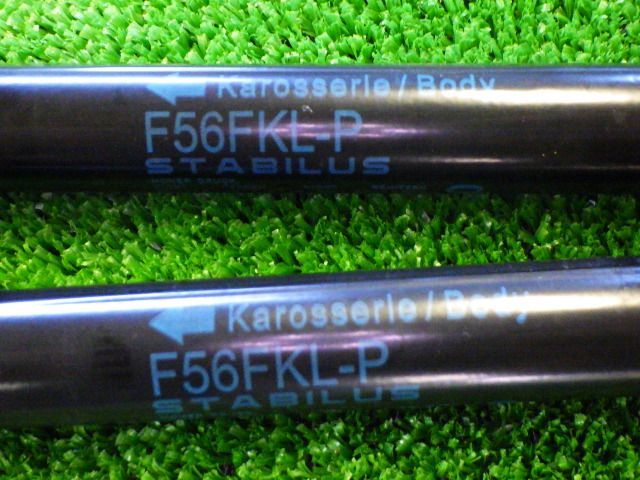 Karosserie / Body
F56FKL-P
STABILUS
Karosserie / Body
F56FKL-P
STABILUS